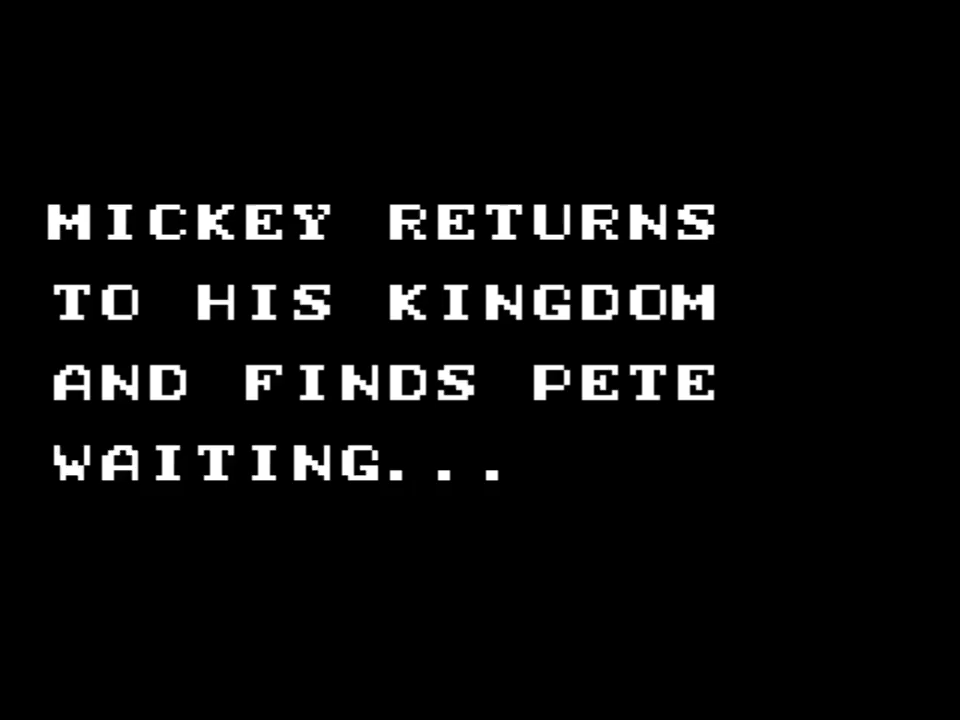 MICKEY RETURNS
TO HIS KINGDOM
AND FINDS PETE
WAITING...